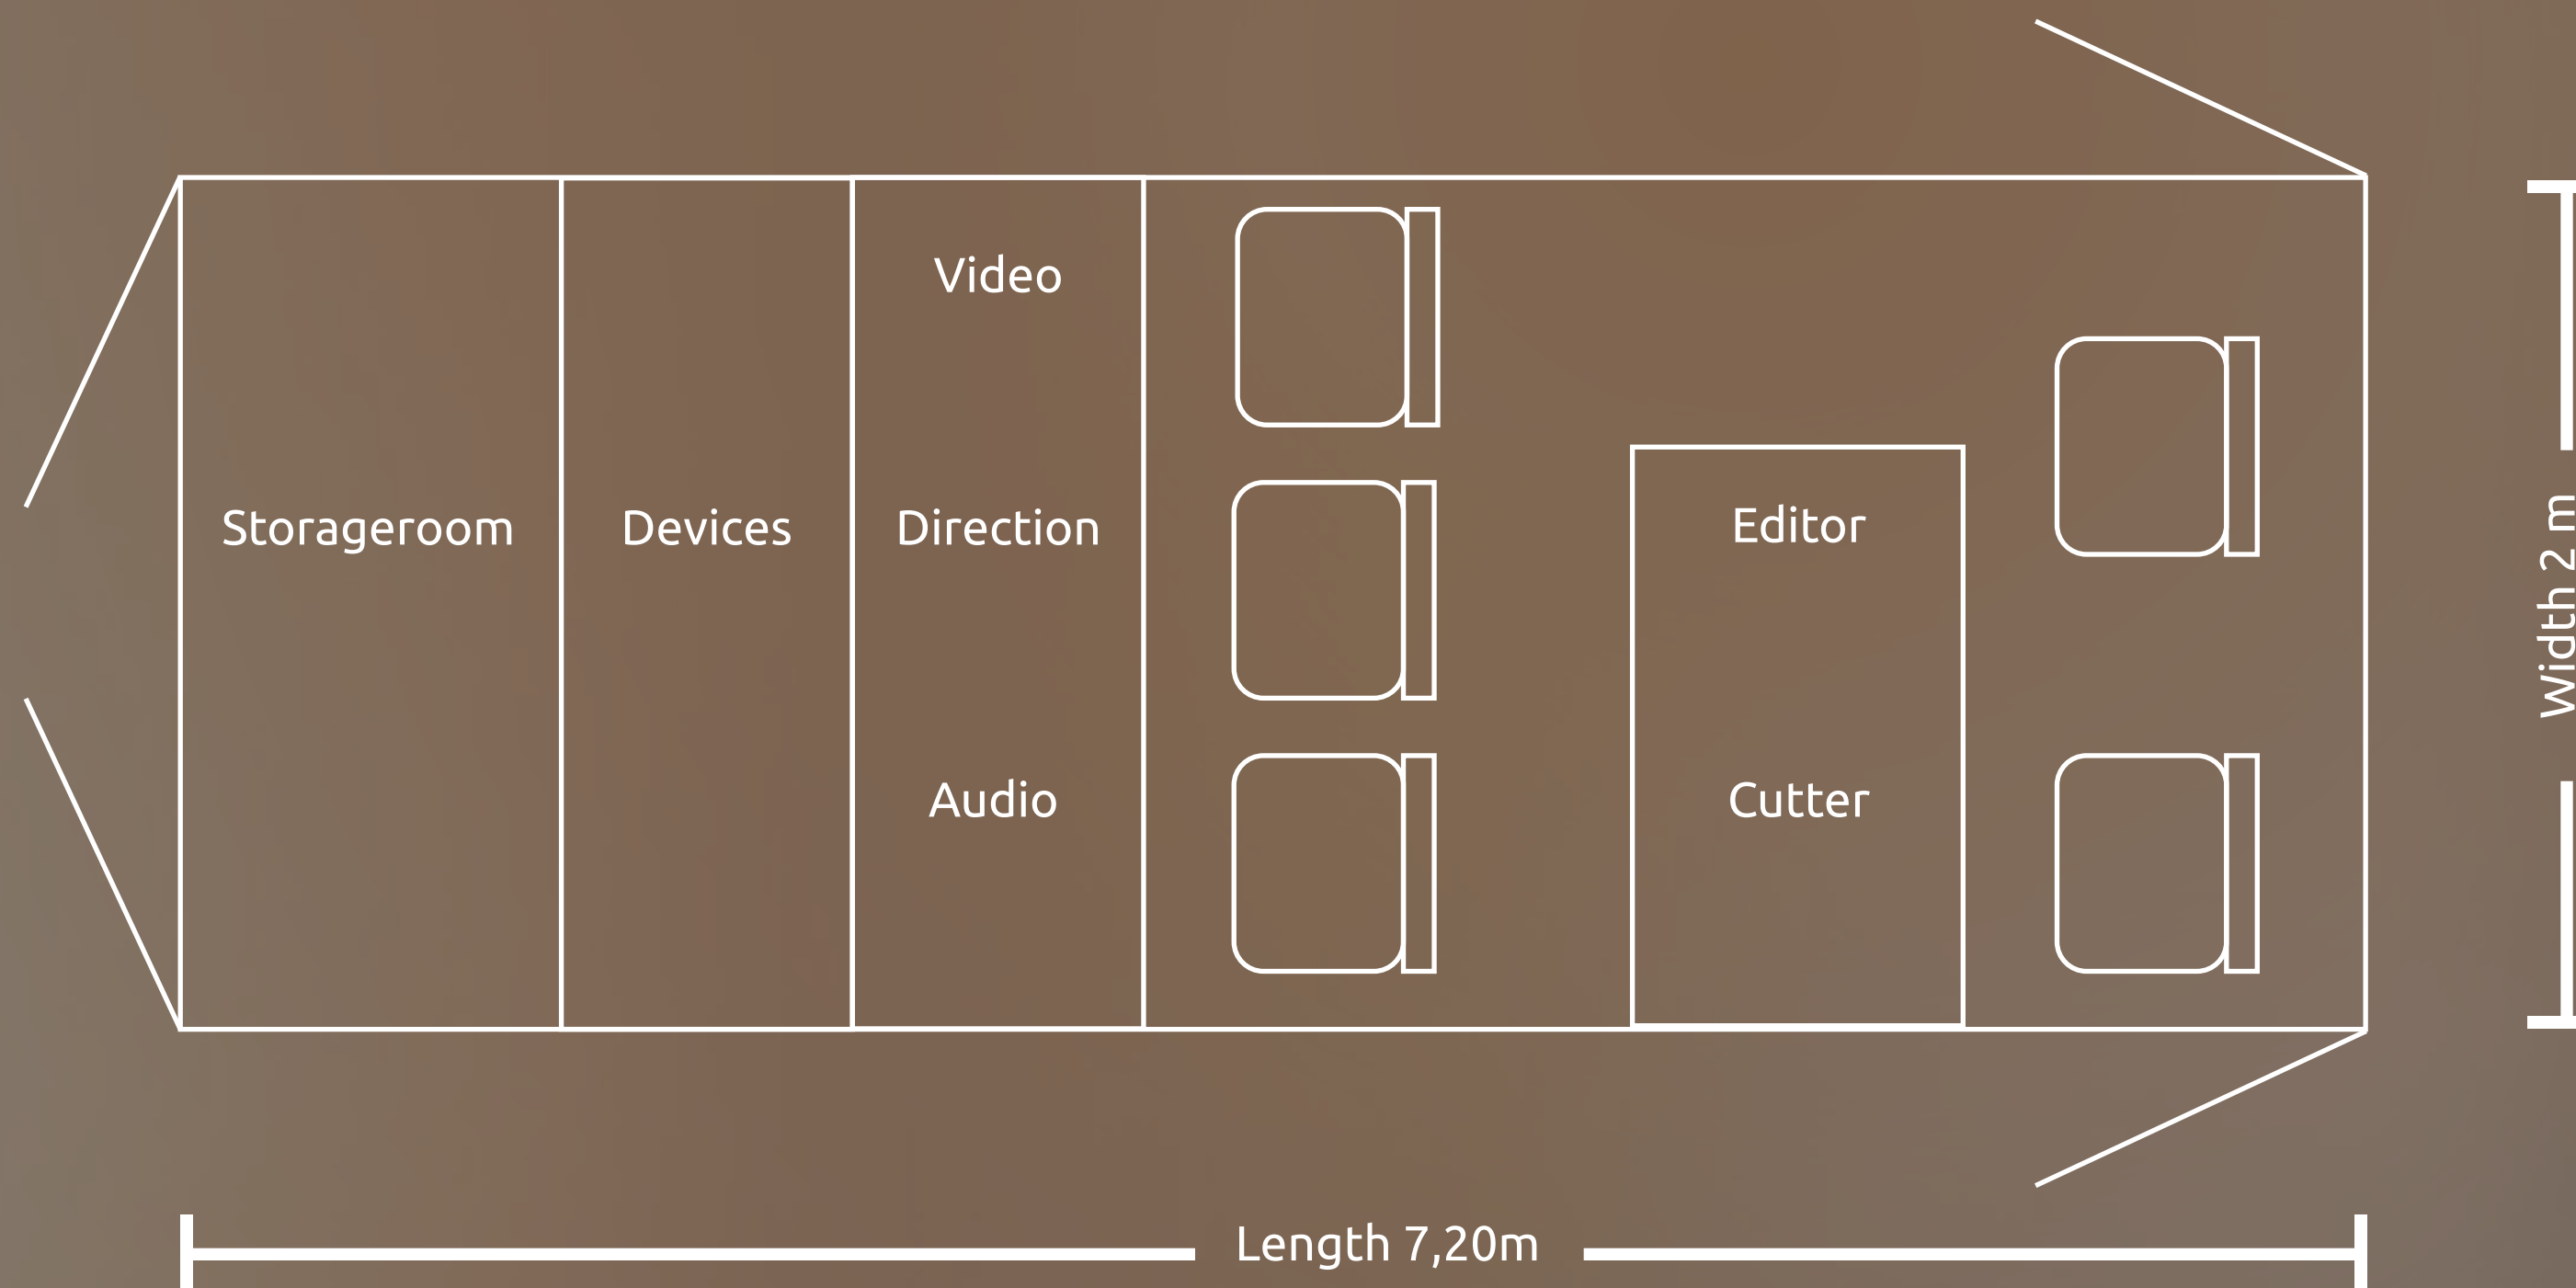 Video
Storageroom
Devices
Direction
Editor
Audio
Cutter
Width 2 m
Length 7,20m